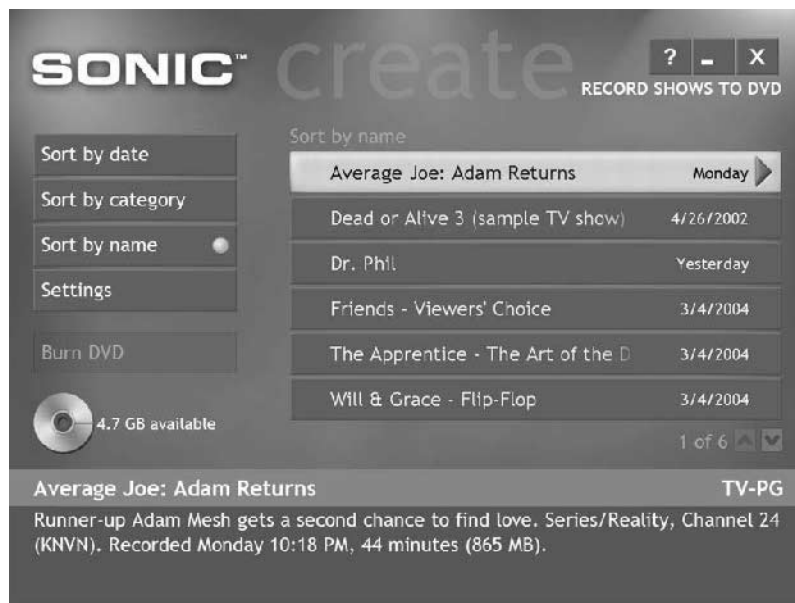 SONIC™ create
? - X
RECORD SHOWS TO DVD
Sort by date
Sort by category
Sort by name
Settings
Burn DVD
4.7 GB available
Sort by name
Average Joe: Adam Returns Monday
Dead or Alive 3 (sample TV show) 4/26/2002
Dr. Phil Yesterday
Friends - Viewers' Choice 3/4/2004
The Apprentice - The Art of the D 3/4/2004
Will & Grace - Flip-Flop 3/4/2004
1 of 6
Average Joe: Adam Returns TV-PG
Runner-up Adam Mesh gets a second chance to find love. Series/Reality, Channel 24
(KNVN). Recorded Monday 10:18 PM, 44 minutes (865 MB).